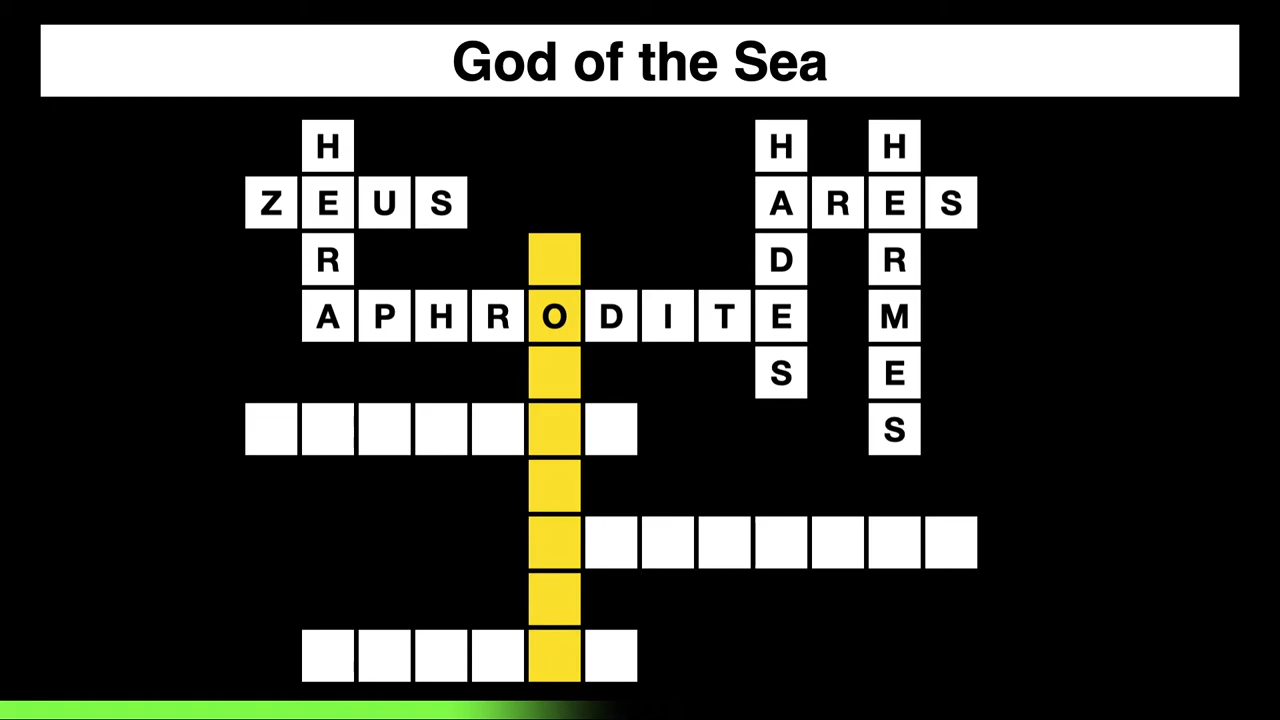 God of the Sea
H H H
ZEUS ARES
R D R
APHRODITE M
S E
S